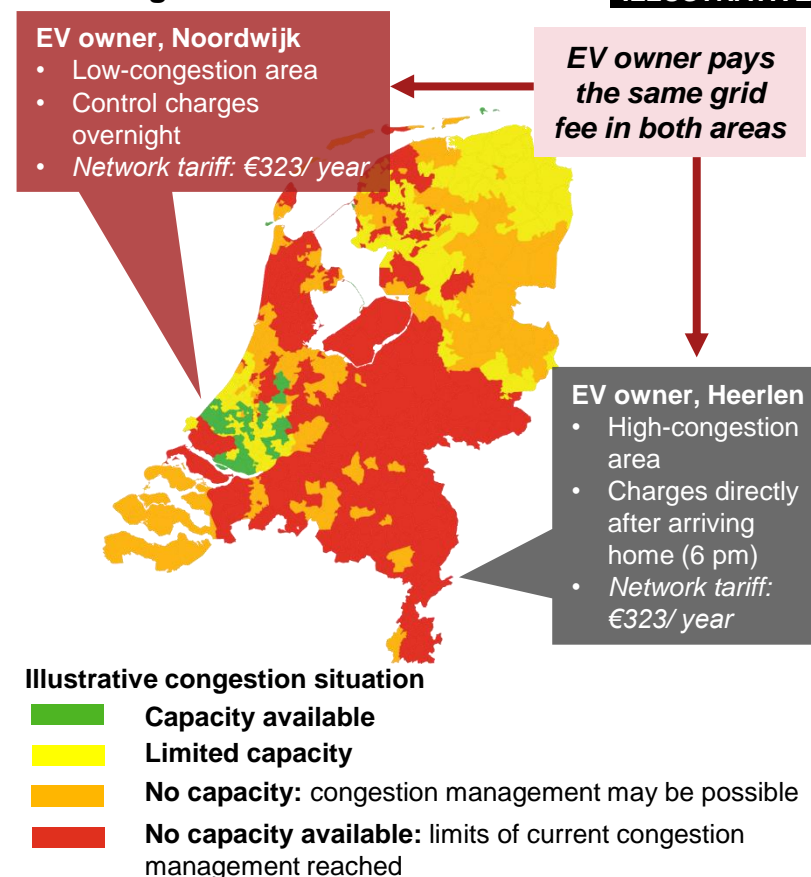 EV owner, Noordwijk
• Low-congestion area
• Control charges
overnight
• Network tariff: €323/ year
EV owner pays
the same grid
fee in both areas
EV owner, Heerlen
• High-congestion
area
• Charges directly
after arriving
home (6 pm)
• Network tariff:
€323/ year
Illustrative congestion situation
Capacity available
Limited capacity
No capacity: congestion management may be possible
No capacity available: limits of current congestion
management reached